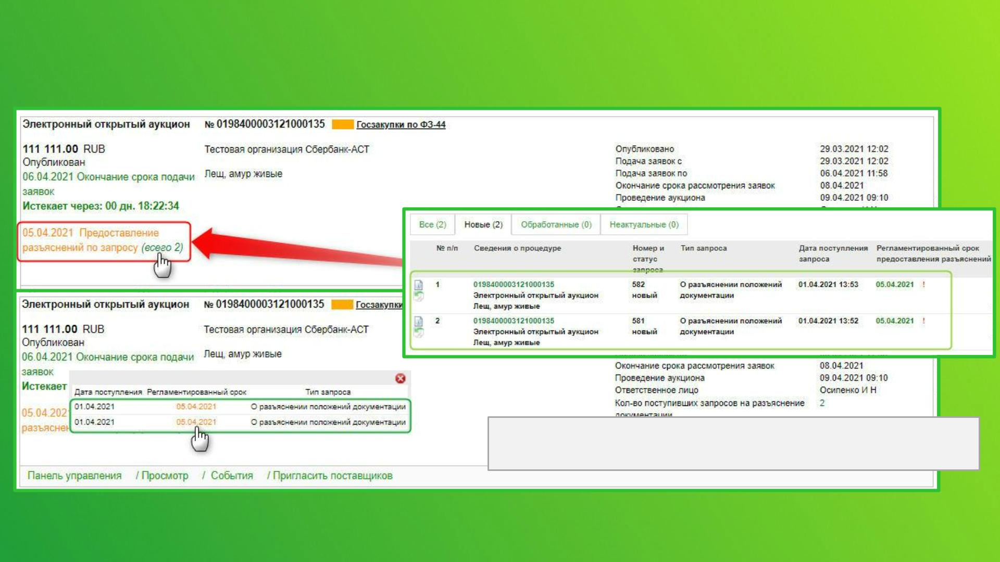 Электронный открытый аукцион № 0198400003121000135 Госзакупки по ФЗ-44
111 111.00 RUB
Опубликован
06.04.2021 Окончание срока подачи
заявок
Истекает через: 00 дн. 18:22:34
05.04.2021 Предоставление
разъяснений по запросу (всего 2)
Тестовая организация Сбербанк-АСТ
Лещ, амур живые
Опубликовано 29.03.2021 12:02
Подача заявок с 29.03.2021 12:02
Подача заявок по 06.04.2021 11:58
Окончание срока рассмотрения заявок 08.04.2021
Проведение аукциона 09.04.2021 09:10
Все (2) Новые (2) Обработанные (0) Неактуальные (0)
№ п/п Сведения о процедуре Номер и Тип запроса Дата поступления Регламентированный срок
статус запроса предоставления разъяснений
запроса
1 0198400003121000135 582 О разъяснении положений 01.04.2021 13:53 05.04.2021 !
Электронный открытый аукцион новый документации
Лещ, амур живые
2 0198400003121000135 581 О разъяснении положений 01.04.2021 13:52 05.04.2021 !
Электронный открытый аукцион новый документации
Лещ, амур живые
Электронный открытый аукцион № 0198400003121000135 Госзакупки
111 111.00 RUB
Опубликован
06.04.2021 Окончание срока подачи
заявок
Истекает
05.04.202
разъяснен
Тестовая организация Сбербанк-АСТ
Лещ, амур живые
Дата поступления Регламентированный срок Тип запроса
01.04.2021 05.04.2021 О разъяснении положений документации
01.04.2021 05.04.2021 О разъяснении положений документации
Окончание срока рассмотрения заявок 08.04.2021
Проведение аукциона 09.04.2021 09:10
Ответственное лицо Осипенко И Н
Кол-во поступивших запросов на разъяснение 2
документации
Панель управления / Просмотр / События / Пригласить поставщиков